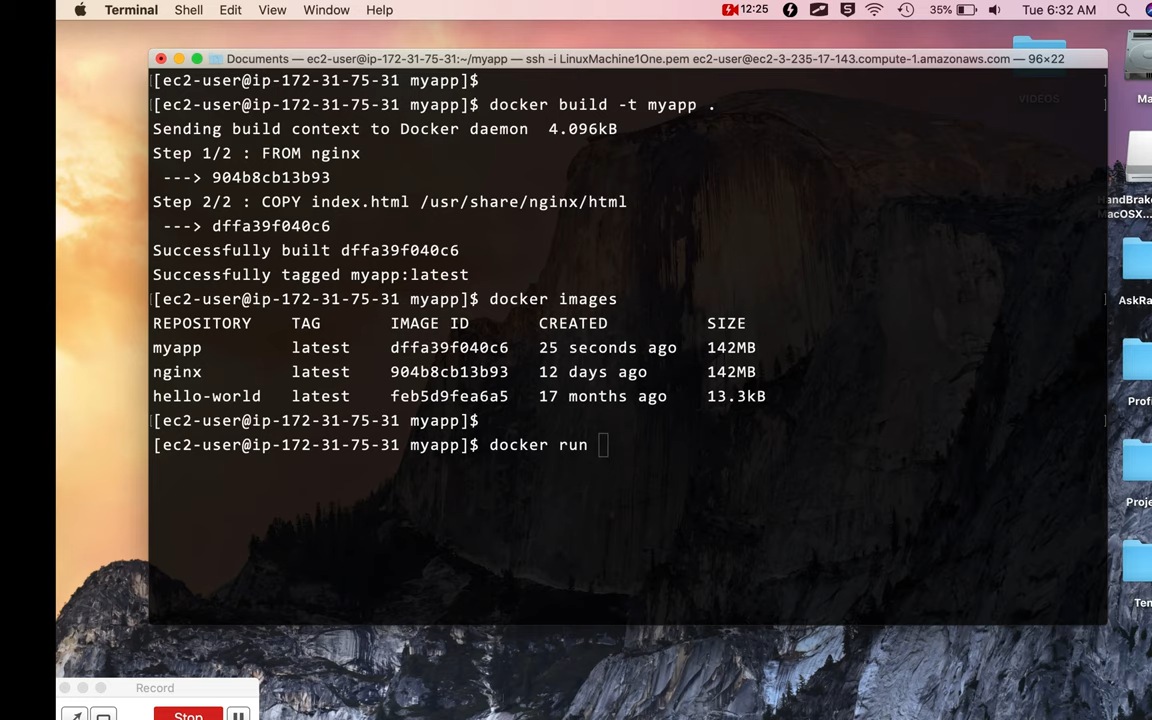 Terminal Shell Edit View Window Help 12:25 35% Tue 6:32 AM
Documents — ec2-user@ip-172-31-75-31:~/myapp — ssh -i LinuxMachine1One.pem ec2-user@ec2-3-235-17-143.compute-1.amazonaws.com — 96×22
[ec2-user@ip-172-31-75-31 myapp]$
[ec2-user@ip-172-31-75-31 myapp]$ docker build -t myapp .
Sending build context to Docker daemon  4.096kB
Step 1/2 : FROM nginx
 ---> 904b8cb13b93
Step 2/2 : COPY index.html /usr/share/nginx/html
 ---> dffa39f040c6
Successfully built dffa39f040c6
Successfully tagged myapp:latest
[ec2-user@ip-172-31-75-31 myapp]$ docker images
REPOSITORY    TAG       IMAGE ID       CREATED          SIZE
myapp         latest    dffa39f040c6   25 seconds ago   142MB
nginx         latest    904b8cb13b93   12 days ago      142MB
hello-world   latest    feb5d9fea6a5   17 months ago    13.3kB
[ec2-user@ip-172-31-75-31 myapp]$
[ec2-user@ip-172-31-75-31 myapp]$ docker run
VIDEOS
Ma
HandBrake
MacOSX...
AskRa
Profi
Proje
Ten
Record
Stop